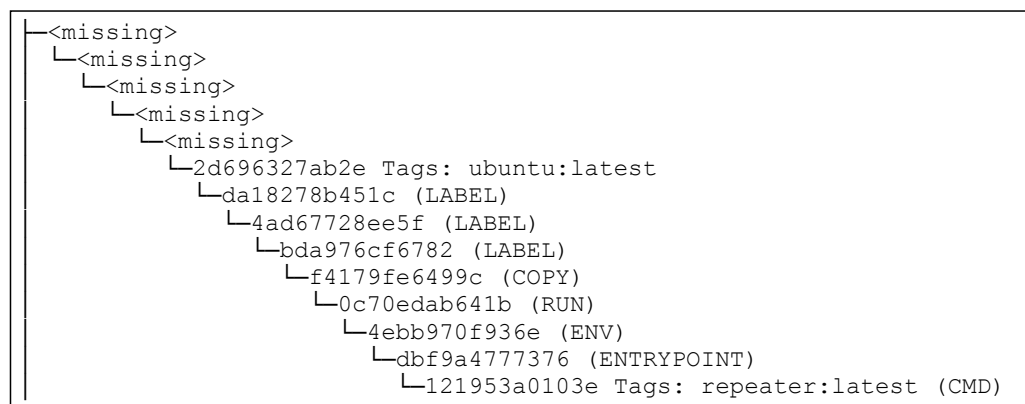 ├─<missing>
│ └─<missing>
│   └─<missing>
│     └─<missing>
│       └─<missing>
│         └─2d696327ab2e Tags: ubuntu:latest
│           └─da18278b451c (LABEL)
│             └─4ad67728ee5f (LABEL)
│               └─bda976cf6782 (LABEL)
│                 └─f4179fe6499c (COPY)
│                   └─0c70edab641b (RUN)
│                     └─4ebb970f936e (ENV)
│                       └─dbf9a4777376 (ENTRYPOINT)
│                         └─121953a0103e Tags: repeater:latest (CMD)